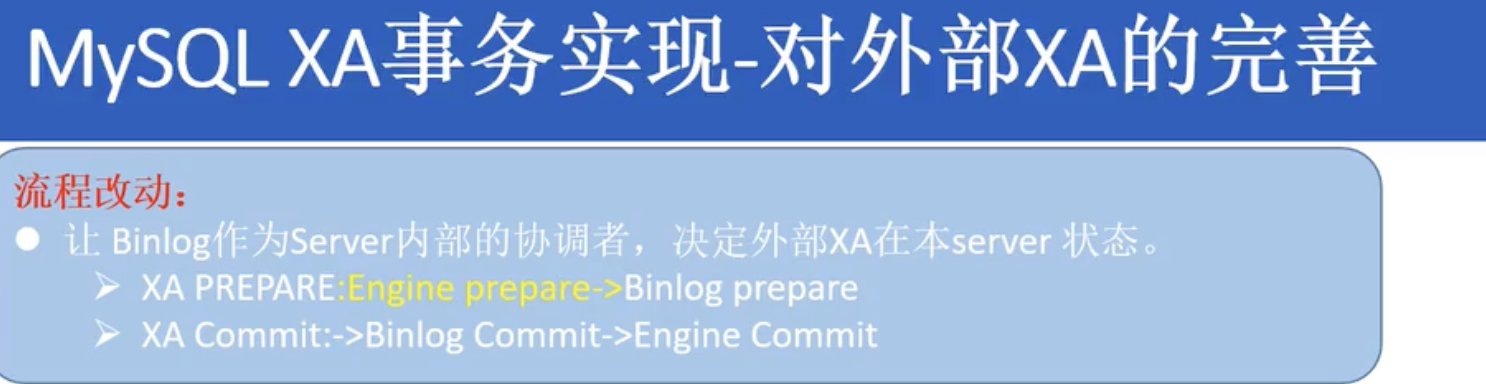 MySQL XA事务实现-对外部XA的完善
流程改动：
● 让 Binlog作为Server内部的协调者，决定外部XA在本server 状态。
➢ XA PREPARE:Engine prepare->Binlog prepare
➢ XA Commit:->Binlog Commit->Engine Commit